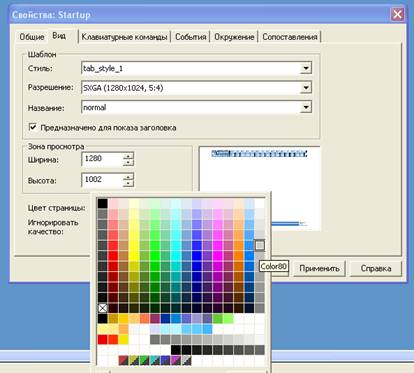 Свойства: Startup
Общие Вид Клавиатурные команды События Окружение Сопоставления
Шаблон
Стиль: tab_style_1
Разрешение: SXGA (1280x1024, 5:4)
Название: normal
Предназначено для показа заголовка
Зона просмотра
Ширина: 1280
Высота: 1002
Цвет страницы:
Игнорировать
качество:
Color80
Применить Справка